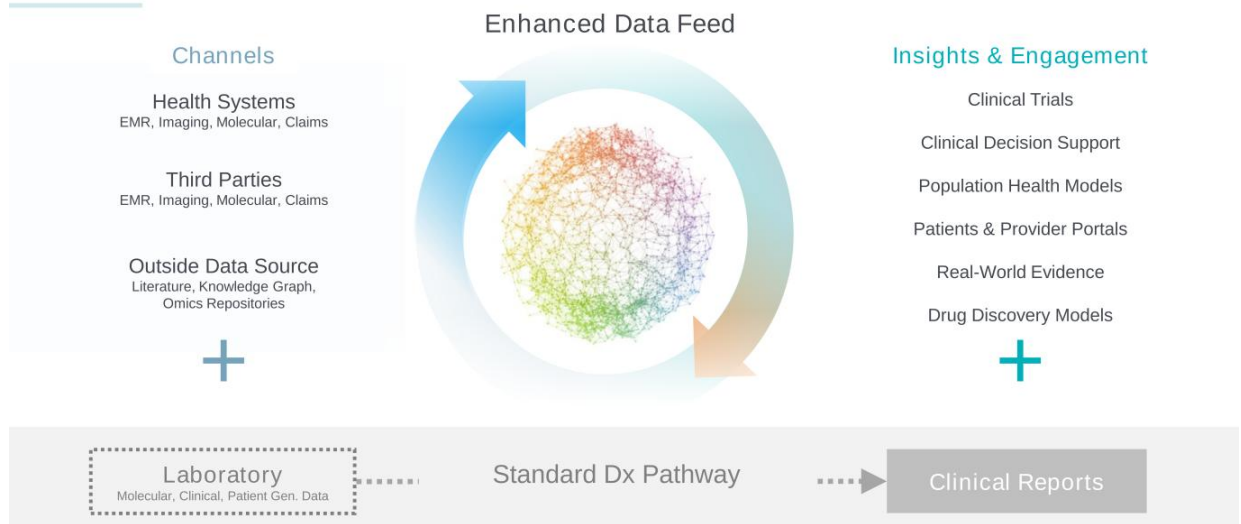 Enhanced Data Feed
Channels
Health Systems
EMR, Imaging, Molecular, Claims
Third Parties
EMR, Imaging, Molecular, Claims
Outside Data Source
Literature, Knowledge Graph,
Omics Repositories
+
Insights & Engagement
Clinical Trials
Clinical Decision Support
Population Health Models
Patients & Provider Portals
Real-World Evidence
Drug Discovery Models
+
Laboratory
Molecular, Clinical, Patient Gen. Data
Standard Dx Pathway
Clinical Reports